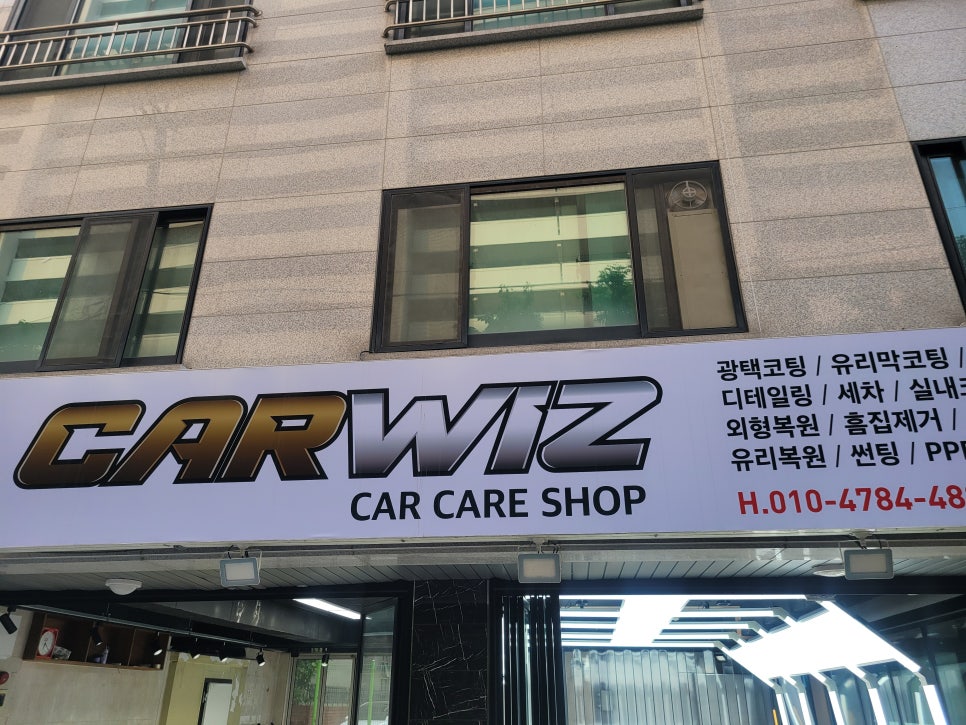 CARWIZ
CAR CARE SHOP
광택코팅 / 유리막코팅 /
디테일링 / 세차 / 실내
외형복원 / 흠집제거 /
유리복원 / 썬팅 / PP
H.010-4784-48